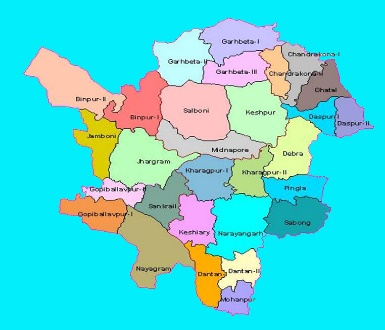 Garhbeta-I
Garhbeta-II
Garhbeta-III
Chandrakona-I
Chandrakona-II
Ghatal
Binpur-II
Binpur-I
Salboni
Keshpur
Daspur-I
Daspur-II
Jamboni
Midnapore
Debra
Jhargram
Kharagpur-I
Kharagpur-II
Pingla
Gopiballavpur-II
Gopiballavpur-I
Sankrail
Keshiary
Narayangarh
Sabong
Nayagram
Dantan-I
Dantan-II
Mohanpur